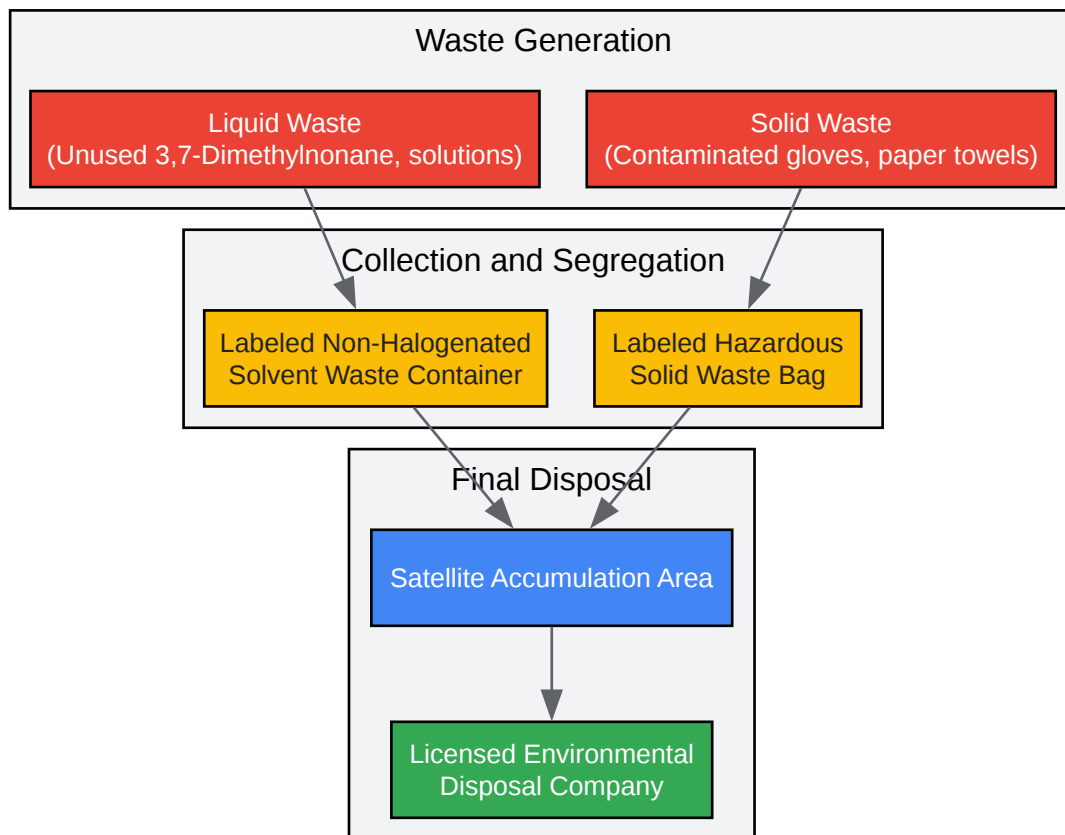 Waste Generation
Liquid Waste
(Unused 3,7-Dimethylnonane, solutions)
Solid Waste
(Contaminated gloves, paper towels)
Collection and Segregation
Labeled Non-Halogenated
Solvent Waste Container
Labeled Hazardous
Solid Waste Bag
Final Disposal
Satellite Accumulation Area
Licensed Environmental
Disposal Company